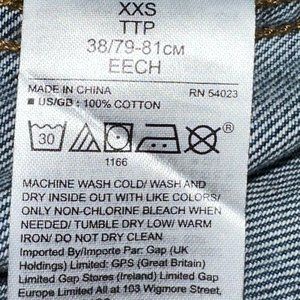 XXS
TTP
38/79-81CM
EECH
MADE IN CHINA RN 54023
■ US/GB: 100% COTTON
30 ®
1166
MACHINE WASH COLD/ WASH AND
DRY INSIDE OUT WITH LIKE COLORS/
ONLY NON-CHLORINE BLEACH WHEN
NEEDED/ TUMBLE DRY LOW/ WARM
IRON/ DO NOT DRY CLEAN
Imported By/Importe Par: Gap (UK
Holdings) Limited: GPS (Great Britain)
Limited Gap Stores (Ireland) Limited Gap
Europe Limited All at 103 Wigmore Street,